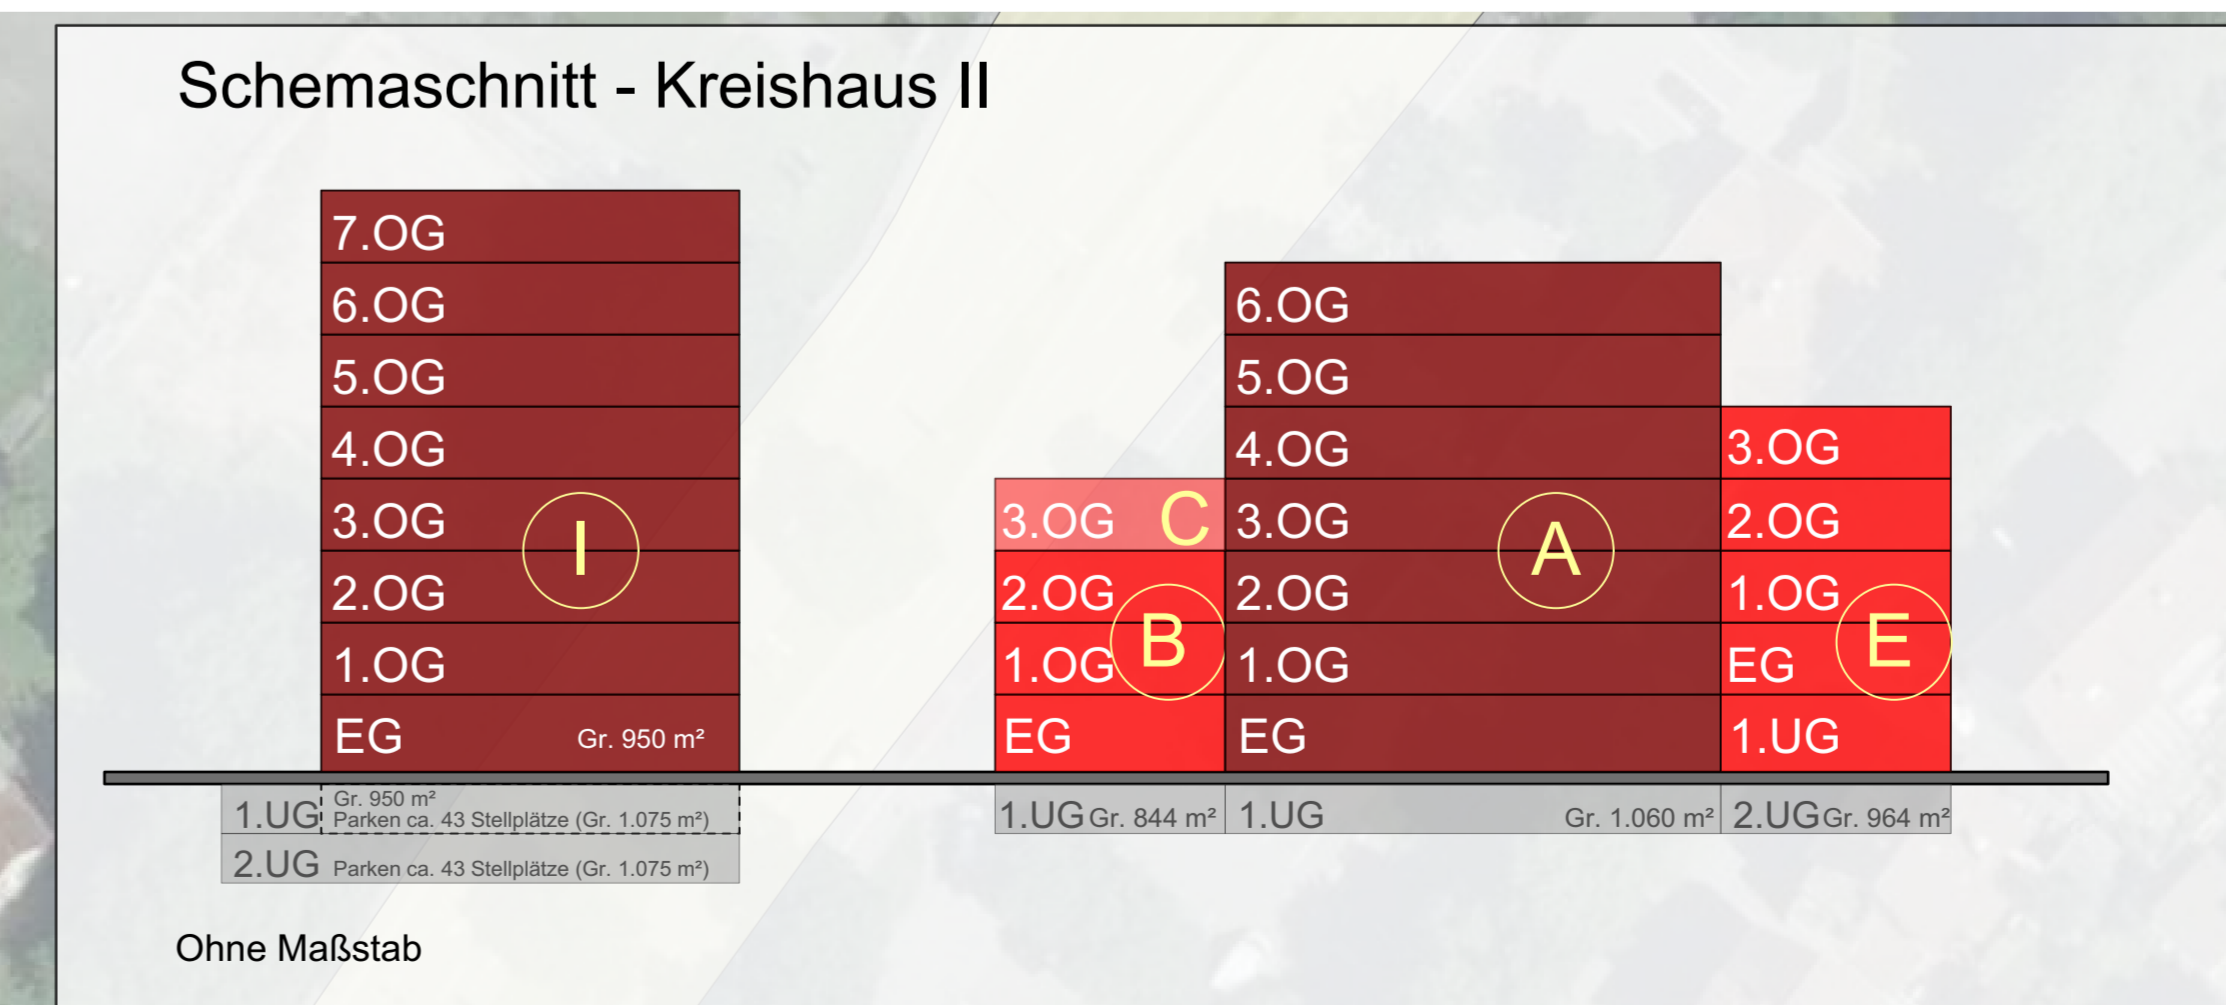 Schemaschnitt - Kreishaus II
7.OG
6.OG
5.OG
4.OG
3.OG
2.OG
1.OG
EG Gr. 950 m²
I
1.UG Gr. 950 m²
Parken ca. 43 Stellplätze (Gr. 1.075 m²)
2.UG Parken ca. 43 Stellplätze (Gr. 1.075 m²)
3.OG C
2.OG
1.OG
EG
B
1.UG Gr. 844 m²
6.OG
5.OG
4.OG
3.OG
2.OG
1.OG
EG
A
1.UG Gr. 1.060 m²
3.OG
2.OG
1.OG
EG
1.UG
E
2.UG Gr. 964 m²
Ohne Maßstab